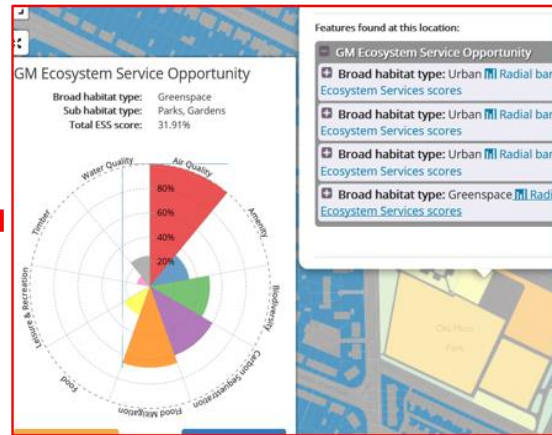 GM Ecosystem Service Opportunity
Broad habitat type: Greenspace
Sub habitat type: Parks, Gardens
Total ESS score: 31.91%
Water Quality
Air Quality
Timber
Amenity
80%
60%
40%
20%
Leisure & Recreation
Biodiversity
Food
Carbon Sequestration
Flood Mitigation
Features found at this location:
GM Ecosystem Service Opportunity
Broad habitat type: Urban Radial bar
Ecosystem Services scores
Broad habitat type: Urban Radial bar
Ecosystem Services scores
Broad habitat type: Urban Radial bar
Ecosystem Services scores
Broad habitat type: Greenspace Radi
Ecosystem Services scores
Park